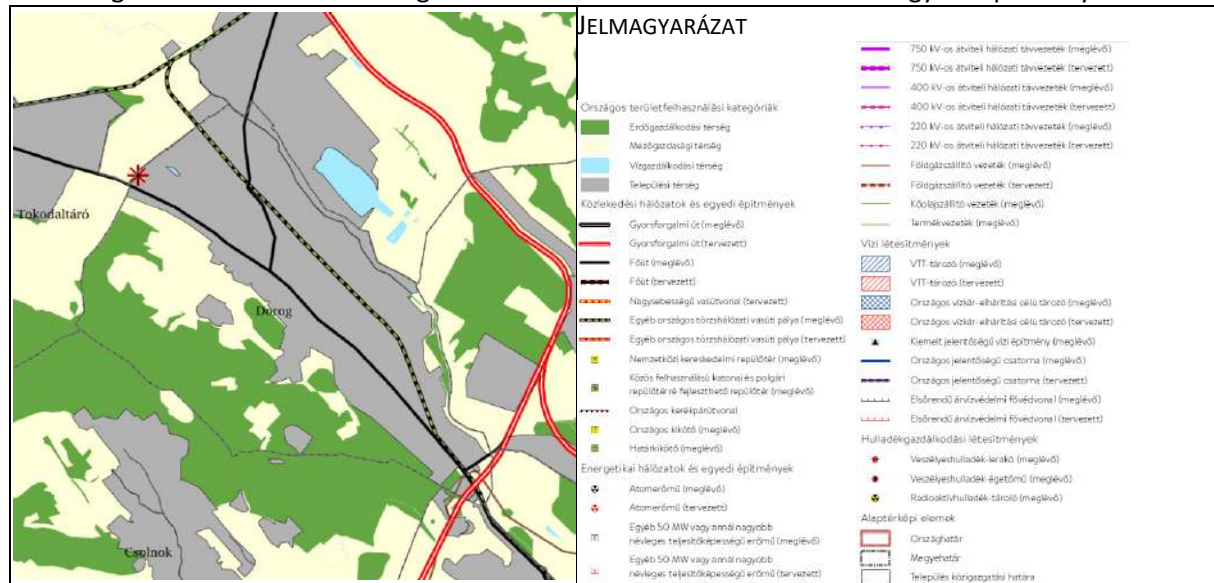 Tokodaltáró
Dorog
Csolnok
JELMAGYARÁZAT
Országos területfelhasználási kategóriák
Erdőgazdálkodási térség
Mezőgazdasági térség
Vízgazdálkodási térség
Települési térség
Közlekedési hálózatok és egyedi építmények
Gyorsforgalmi út (meglévő)
Gyorsforgalmi út (tervezett)
Főút (meglévő)
Főút (tervezett)
Nagysebességű vasútvonal (tervezett)
Egyéb országos törzshálózati vasúti pálya (meglévő)
Egyéb országos törzshálózati vasúti pálya (tervezett)
Nemzetközi kereskedelmi repülőtér (meglévő)
Közös felhasználású katonai és polgári
repülőtérré fejleszthető repülőtér (meglévő)
Országos kerékpárútvonal
Országos kikötő (meglévő)
Határkikötő (meglévő)
Energetikai hálózatok és egyedi építmények
Atomerőmű (meglévő)
Atomerőmű (tervezett)
Egyéb 50 MW vagy annál nagyobb
névleges teljesítőképességű erőmű (meglévő)
Egyéb 50 MW vagy annál nagyobb
névleges teljesítőképességű erőmű (tervezett)
750 kV-os átviteli hálózati távvezeték (meglévő)
750 kV-os átviteli hálózati távvezeték (tervezett)
400 kV-os átviteli hálózati távvezeték (meglévő)
400 kV-os átviteli hálózati távvezeték (tervezett)
220 kV-os átviteli hálózati távvezeték (meglévő)
220 kV-os átviteli hálózati távvezeték (tervezett)
Földgázszállító vezeték (meglévő)
Földgázszállító vezeték (tervezett)
Kőolajszállító vezeték (meglévő)
Termékvezeték (meglévő)
Vízi létesítmények
VTT-tározó (meglévő)
VTT-tározó (tervezett)
Országos vízkár-elhárítási célú tározó (meglévő)
Országos vízkár-elhárítási célú tározó (tervezett)
Kiemelt jelentőségű vízi építmény (meglévő)
Országos jelentőségű csatorna (meglévő)
Országos jelentőségű csatorna (tervezett)
Elsőrendű árvízvédelmi fővédvonal (meglévő)
Elsőrendű árvízvédelmi fővédvonal (tervezett)
Hulladékgazdálkodási létesítmények
Veszélyeshulladék-lerakó (meglévő)
Veszélyeshulladék-égetőmű (meglévő)
Radioaktívhulladék-tároló (meglévő)
Alaptérképi elemek
Országhatár
Megyehatár
Település közigazgatási határa